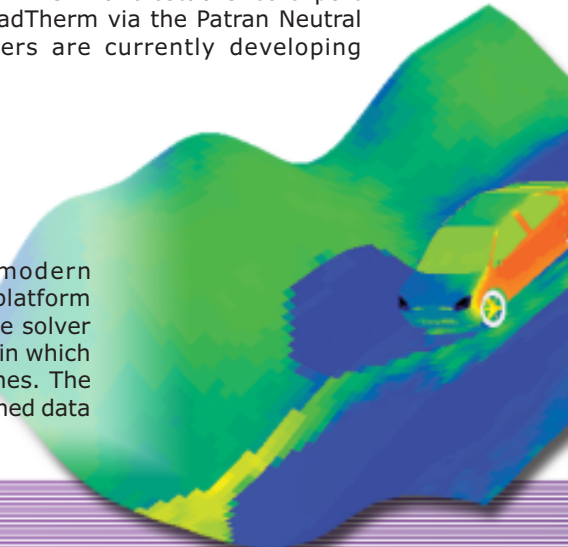 adTherm via the Patran Neutral
ers are currently developing
modern
platform
e solver
in which
nes. The
ned data